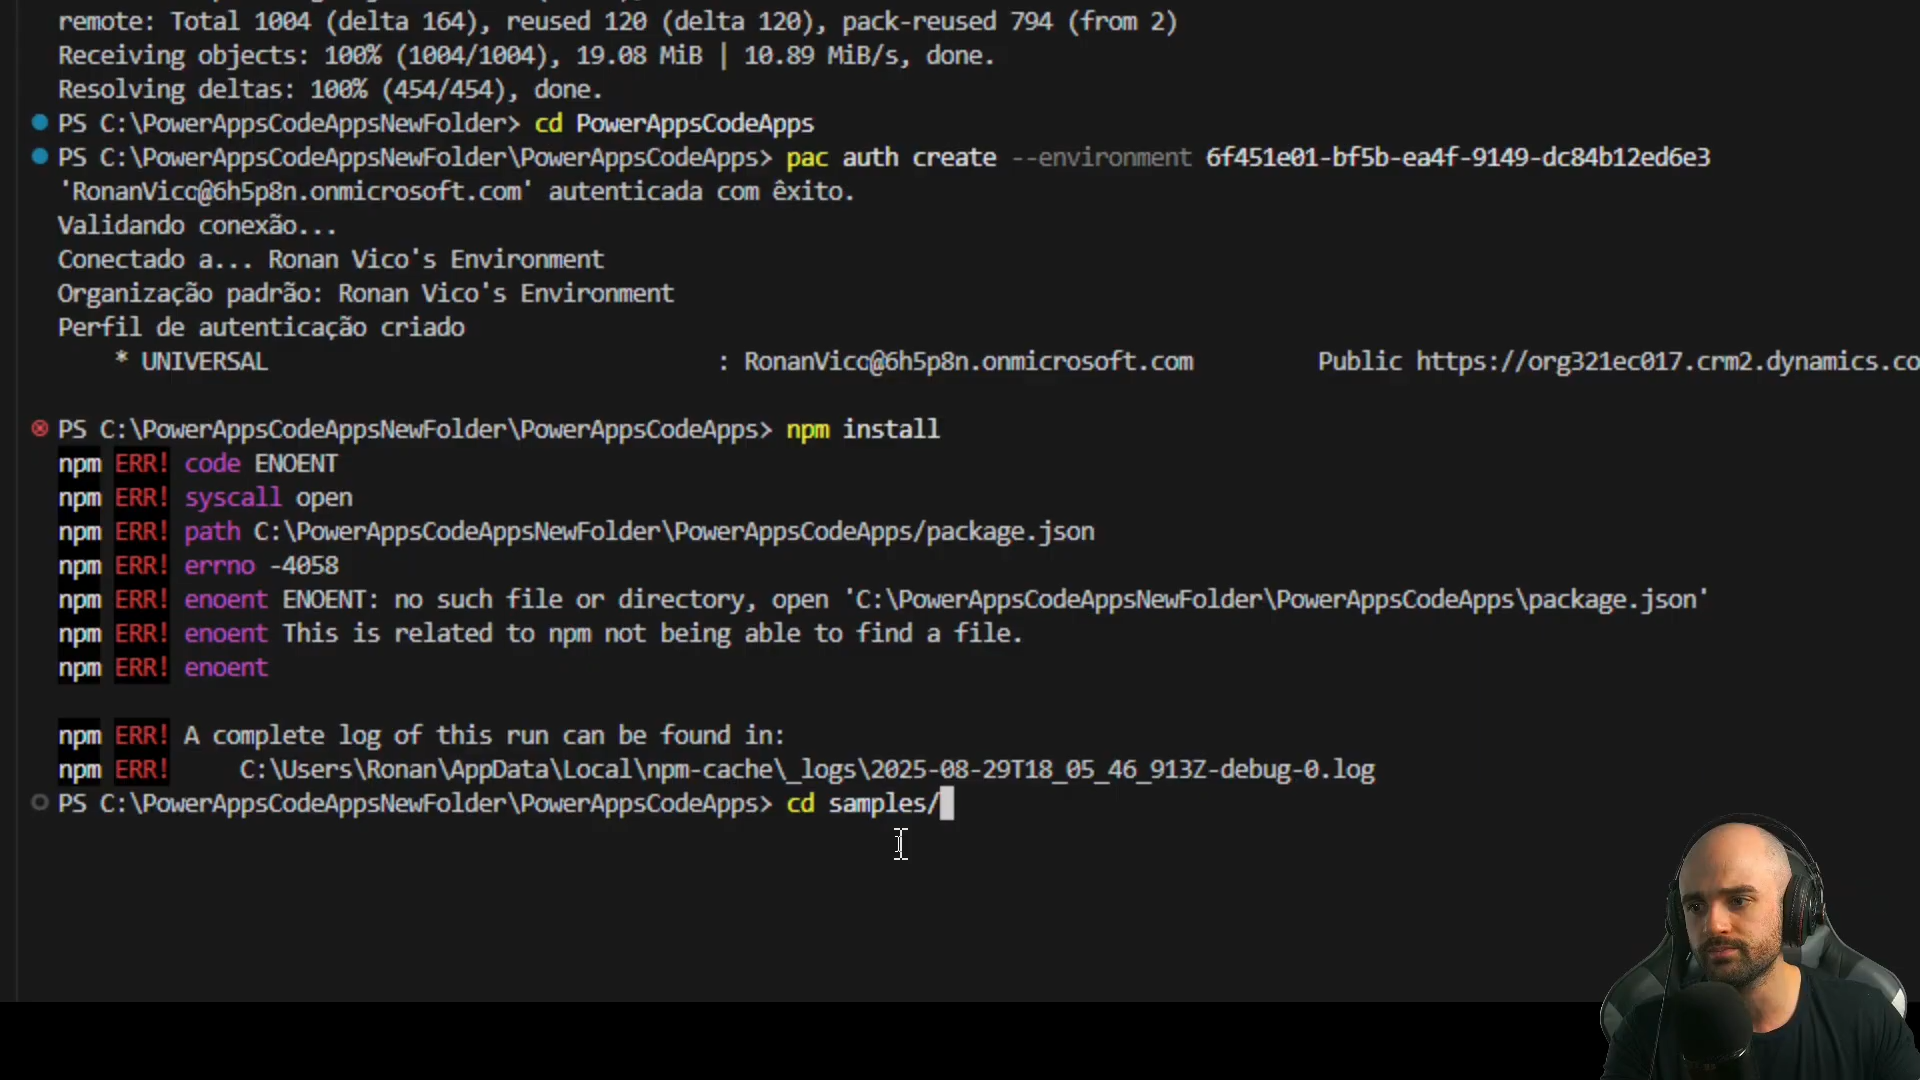 remote: Total 1004 (delta 164), reused 120 (delta 120), pack-reused 794 (from 2)
Receiving objects: 100% (1004/1004), 19.08 MiB | 10.89 MiB/s, done.
Resolving deltas: 100% (454/454), done.
PS C:\PowerAppsCodeAppsNewFolder> cd PowerAppsCodeApps
PS C:\PowerAppsCodeAppsNewFolder\PowerAppsCodeApps> pac auth create --environment 6f451e01-bf5b-ea4f-9149-dc84b12ed6e3
'RonanVico@6h5p8n.onmicrosoft.com' autenticada com êxito.
Validando conexão...
Conectado a... Ronan Vico's Environment
Organização padrão: Ronan Vico's Environment
Perfil de autenticação criado
* UNIVERSAL : RonanVico@6h5p8n.onmicrosoft.com Public https://org321ec017.crm2.dynamics.co
PS C:\PowerAppsCodeAppsNewFolder\PowerAppsCodeApps> npm install
npm ERR! code ENOENT
npm ERR! syscall open
npm ERR! path C:\PowerAppsCodeAppsNewFolder\PowerAppsCodeApps/package.json
npm ERR! errno -4058
npm ERR! enoent ENOENT: no such file or directory, open 'C:\PowerAppsCodeAppsNewFolder\PowerAppsCodeApps\package.json'
npm ERR! enoent This is related to npm not being able to find a file.
npm ERR! enoent
npm ERR! A complete log of this run can be found in:
npm ERR! C:\Users\Ronan\AppData\Local\npm-cache\_logs\2025-08-29T18_05_46_913Z-debug-0.log
PS C:\PowerAppsCodeAppsNewFolder\PowerAppsCodeApps> cd samples/